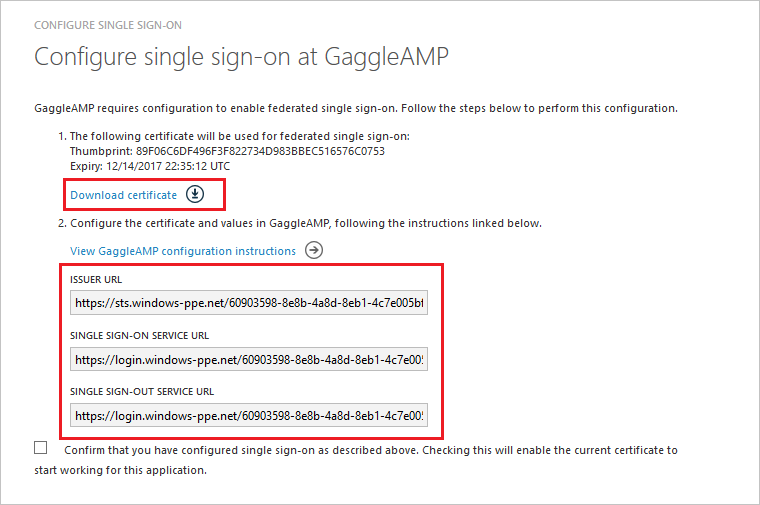 CONFIGURE SINGLE SIGN-ON
Configure single sign-on at GaggleAMP
GaggleAMP requires configuration to enable federated single sign-on. Follow the steps below to perform this configuration.
1. The following certificate will be used for federated single sign-on:
Thumbprint: 89F06C6DF496F3F822734D983BBEC516576C0753
Expiry: 12/14/2017 22:35:12 UTC
Download certificate
2. Configure the certificate and values in GaggleAMP, following the instructions linked below.
View GaggleAMP configuration instructions
ISSUER URL
https://sts.windows-ppe.net/60903598-8e8b-4a8d-8eb1-4c7e005bf
SINGLE SIGN-ON SERVICE URL
https://login.windows-ppe.net/60903598-8e8b-4a8d-8eb1-4c7e005
SINGLE SIGN-OUT SERVICE URL
https://login.windows-ppe.net/60903598-8e8b-4a8d-8eb1-4c7e005
Confirm that you have configured single sign-on as described above. Checking this will enable the current certificate to
start working for this application.